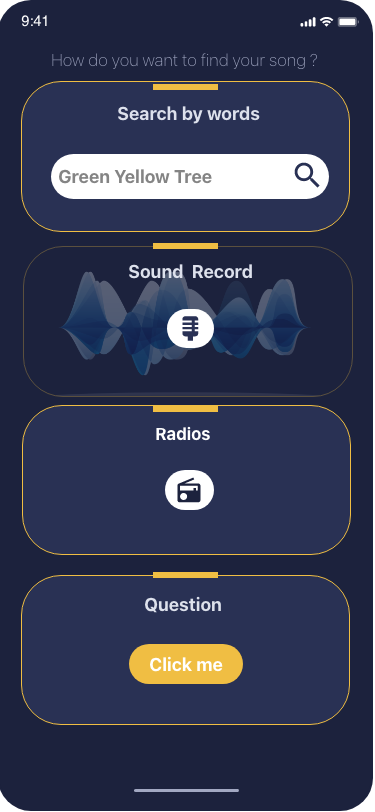 9:41
How do you want to find your song ?
Search by words
Green Yellow Tree
Sound Record
Radios
Question
Click me